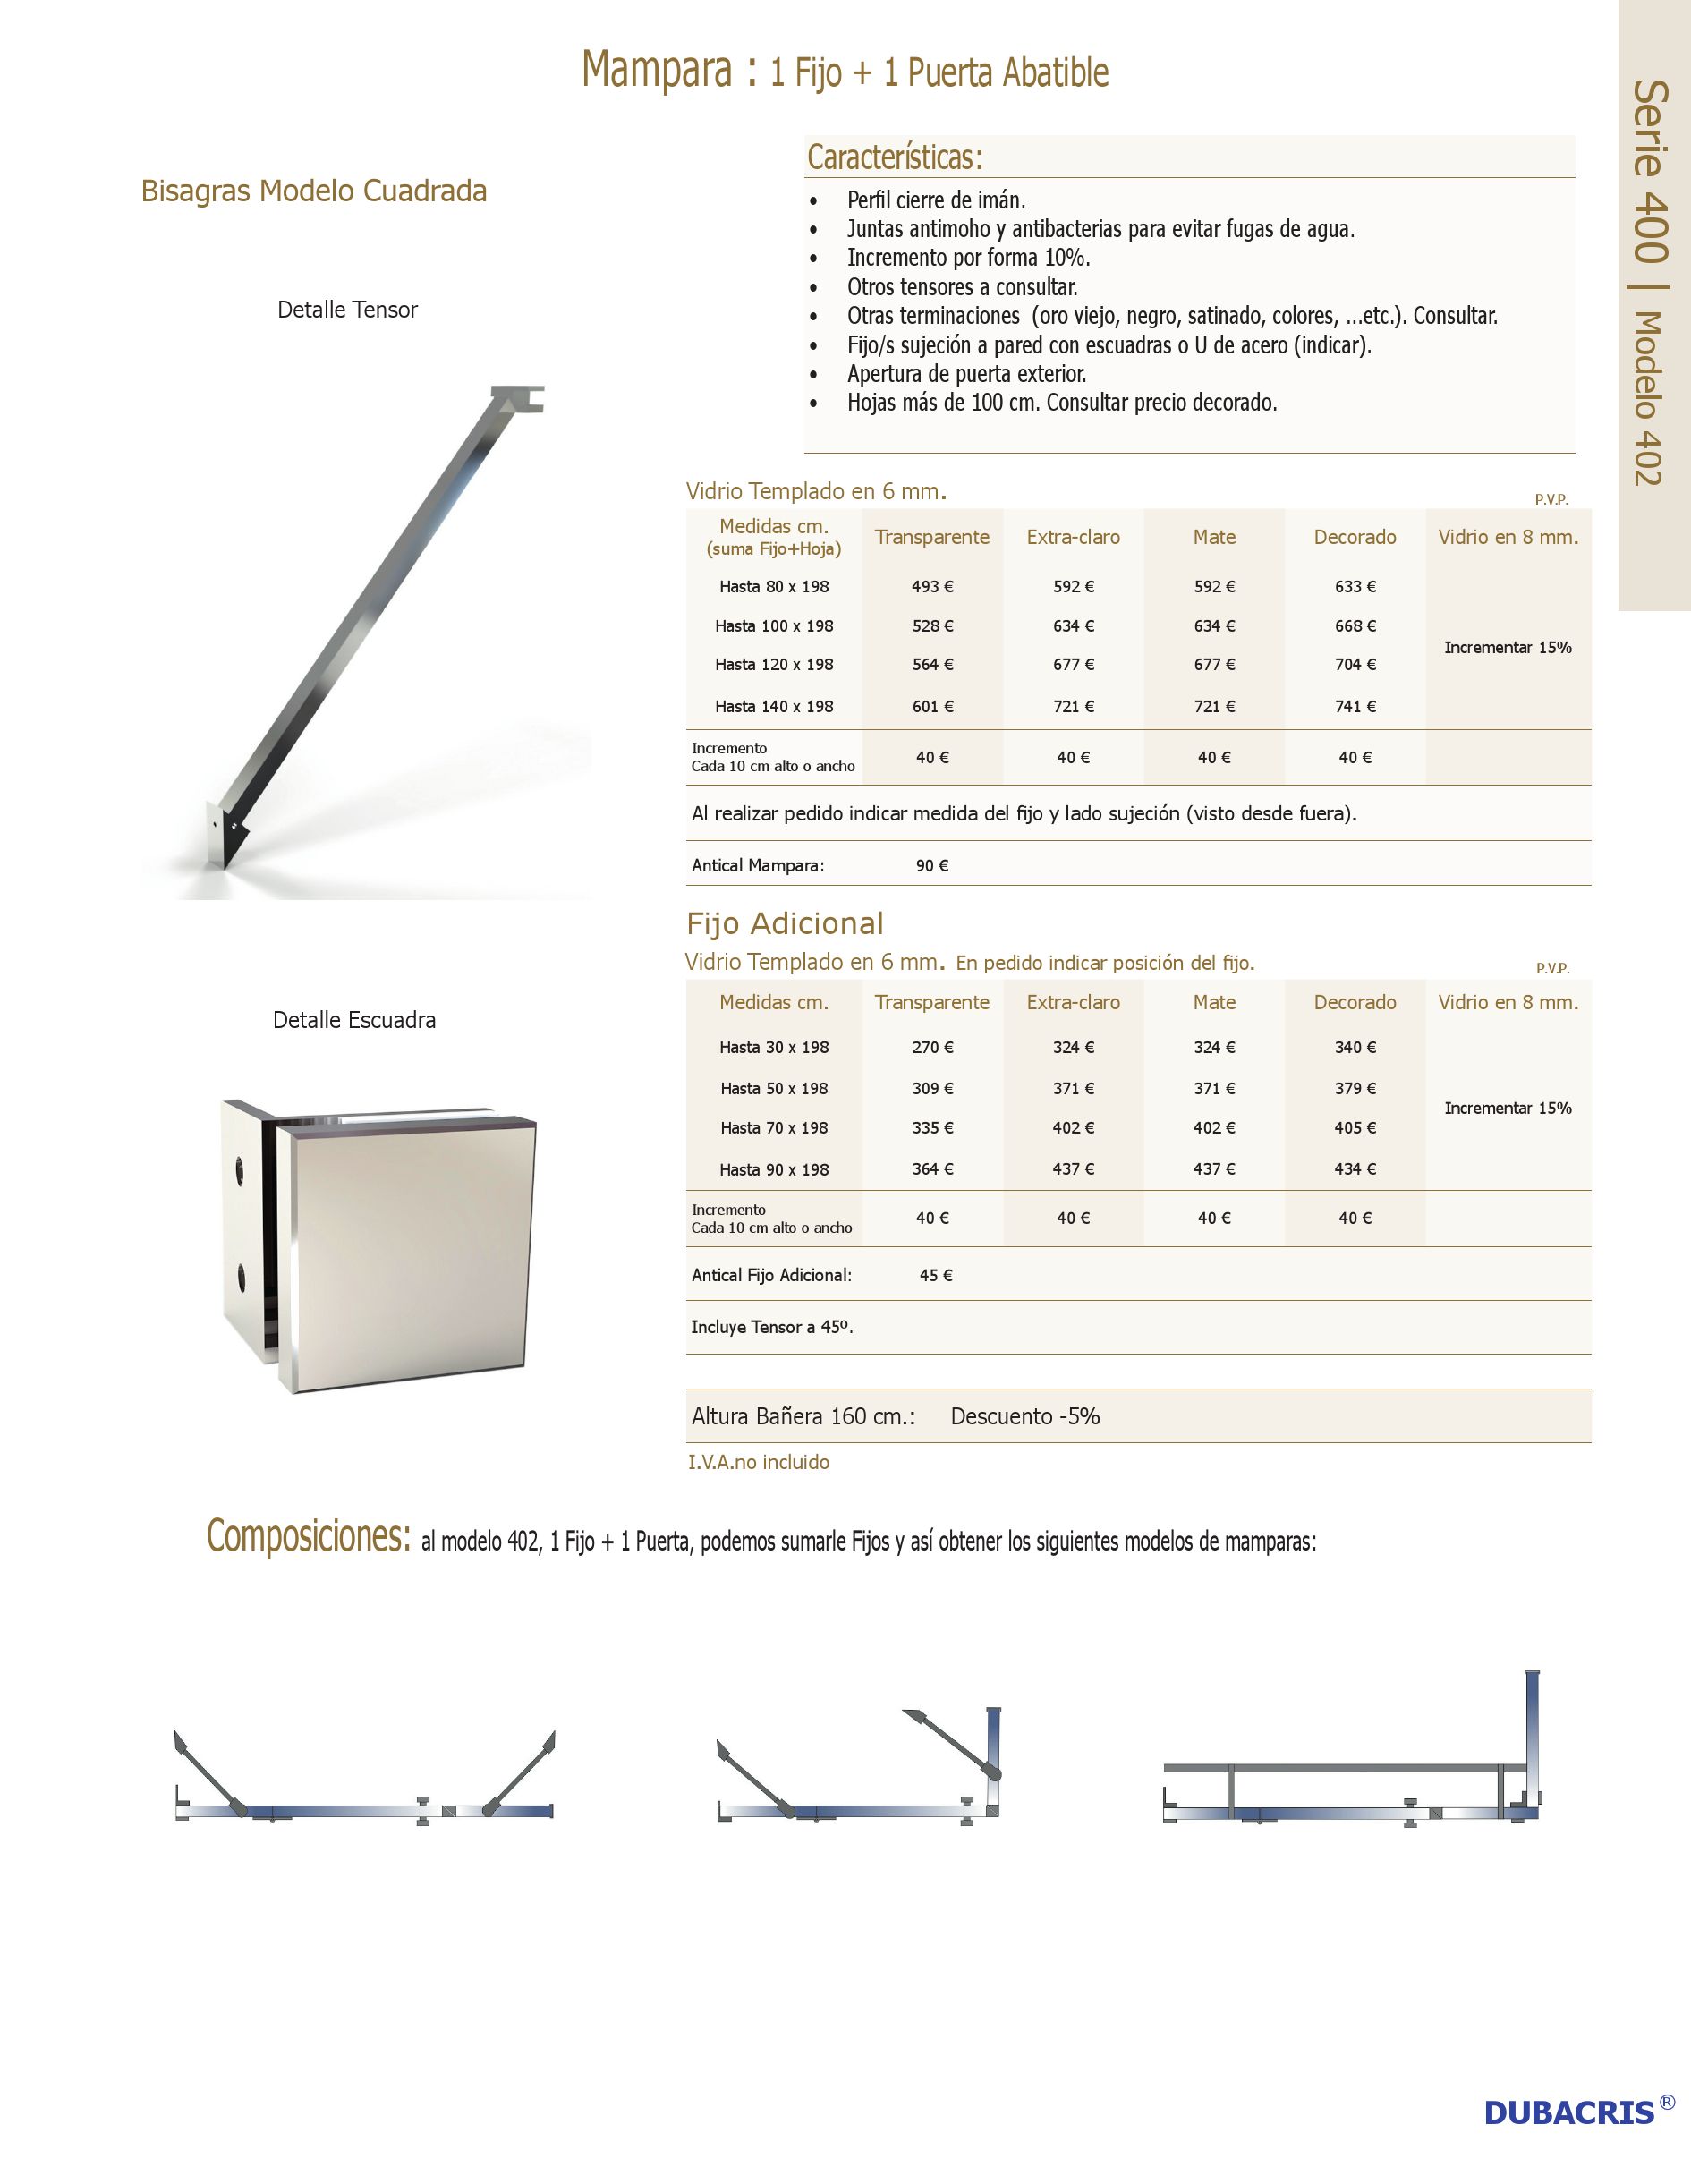 Mampara : 1 Fijo + 1 Puerta Abatible
Serie 400 | Modelo 402
Bisagras Modelo Cuadrada
Detalle Tensor
Características:
• Perfil cierre de imán.
• Juntas antimoho y antibacterias para evitar fugas de agua.
• Incremento por forma 10%.
• Otros tensores a consultar.
• Otras terminaciones (oro viejo, negro, satinado, colores, ...etc.). Consultar.
• Fijo/s sujeción a pared con escuadras o U de acero (indicar).
• Apertura de puerta exterior.
• Hojas más de 100 cm. Consultar precio decorado.
Vidrio Templado en 6 mm. P.V.P.
Medidas cm. (suma Fijo+Hoja) Transparente Extra-claro Mate Decorado Vidrio en 8 mm.
Hasta 80 x 198 493 € 592 € 592 € 633 €
Hasta 100 x 198 528 € 634 € 634 € 668 €
Incrementar 15%
Hasta 120 x 198 564 € 677 € 677 € 704 €
Hasta 140 x 198 601 € 721 € 721 € 741 €
Incremento
Cada 10 cm alto o ancho 40 € 40 € 40 € 40 €
Al realizar pedido indicar medida del fijo y lado sujeción (visto desde fuera).
Antical Mampara: 90 €
Fijo Adicional
Vidrio Templado en 6 mm. En pedido indicar posición del fijo. P.V.P.
Medidas cm. Transparente Extra-claro Mate Decorado Vidrio en 8 mm.
Hasta 30 x 198 270 € 324 € 324 € 340 €
Hasta 50 x 198 309 € 371 € 371 € 379 €
Incrementar 15%
Hasta 70 x 198 335 € 402 € 402 € 405 €
Hasta 90 x 198 364 € 437 € 437 € 434 €
Incremento
Cada 10 cm alto o ancho 40 € 40 € 40 € 40 €
Antical Fijo Adicional: 45 €
Incluye Tensor a 45º.
Detalle Escuadra
Altura Bañera 160 cm.: Descuento -5%
I.V.A.no incluido
Composiciones: al modelo 402, 1 Fijo + 1 Puerta, podemos sumarle Fijos y así obtener los siguientes modelos de mamparas:
DUBACRIS®